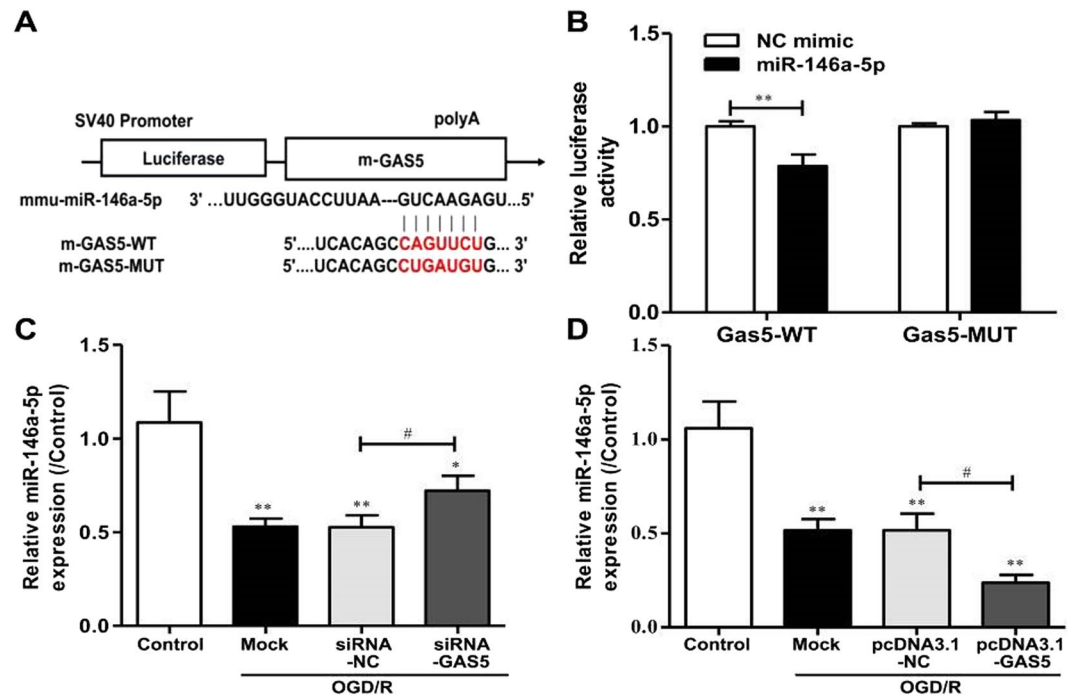 A
SV40 Promoter
polyA
Luciferase
m-GAS5
mmu-miR-146a-5p 3' ...UUGGGUACCUUAA---GUCAAGAGU...5'
m-GAS5-WT 5'....UCACAGCCAGUUCUG... 3'
m-GAS5-MUT 5'....UCACAGCCUGAUGUG... 3'
B
Relative luciferase
activity
1.5
1.0
0.5
0.0
NC mimic
miR-146a-5p
**
Gas5-WT Gas5-MUT
C
Relative miR-146a-5p
expression (/Control)
1.5
1.0
0.5
0.0
**
**
#
*
Control
Mock
siRNA
-NC
siRNA
-GAS5
OGD/R
D
Relative miR-146a-5p
expression (/Control)
1.5
1.0
0.5
0.0
**
**
#
**
Control
Mock
pcDNA3.1
-NC
pcDNA3.1
-GAS5
OGD/R